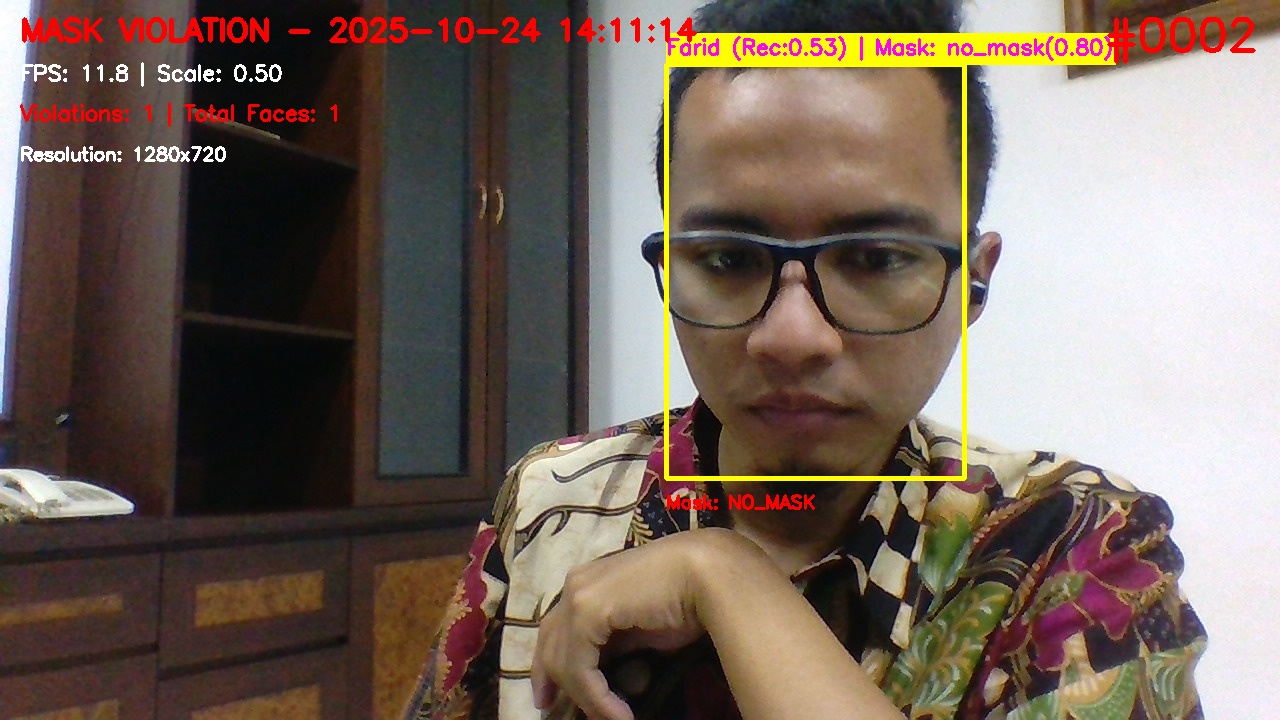 MASK VIOLATION - 2025-10-24 14:11:14
#0002
Farid (Rec:0.53) | Mask: no_mask(0.80)
FPS: 11.8 | Scale: 0.50
Violations: 1 | Total Faces: 1
Resolution: 1280x720
Mask: NO_MASK